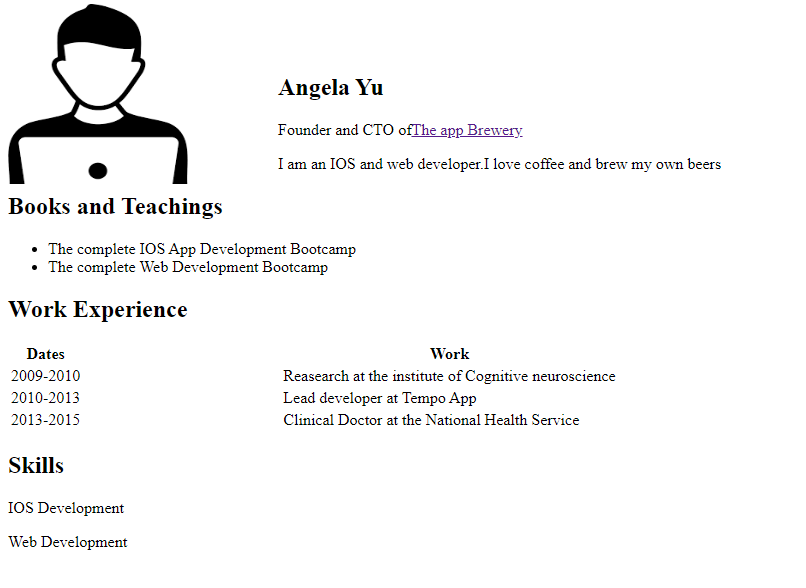 Angela Yu
Founder and CTO ofThe app Brewery
I am an IOS and web developer.I love coffee and brew my own beers
Books and Teachings
The complete IOS App Development Bootcamp
The complete Web Development Bootcamp
Work Experience
Dates Work
2009-2010 Reasearch at the institute of Cognitive neuroscience
2010-2013 Lead developer at Tempo App
2013-2015 Clinical Doctor at the National Health Service
Skills
IOS Development
Web Development